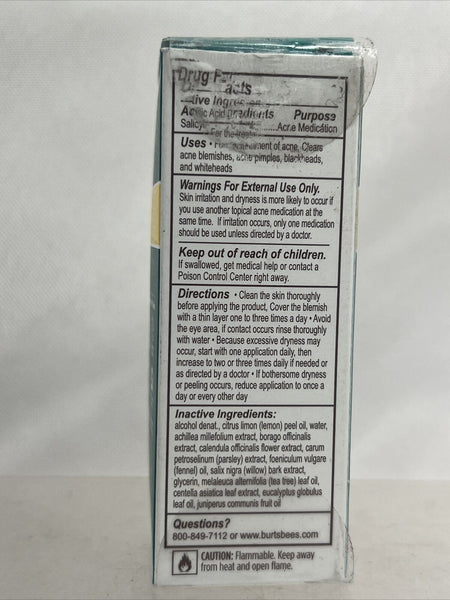 Drug
Acid
Purpose
Acne Medication
Uses • ment of acne, Clears
acne blemishes, acne pimples, blackheads,
and whiteheads
Warnings For External Use Only.
Skin irritation and dryness is more likely to occur if
you use another topical acne medication at the
same time. If irritation occurs, only one medication
should be used unless directed by a doctor.
Keep out of reach of children.
If swallowed, get medical help or contact a
Poison Control Center right away.
Directions • Clean the skin thoroughly
before applying the product, Cover the blemish
with a thin layer one to three times a day • Avoid
the eye area, if contact occurs rinse thoroughly
with water • Because excessive dryness may
occur, start with one application daily, then
increase to two or three times daily if needed or
as directed by a doctor • If bothersome dryness
or peeling occurs, reduce application to once a
day or every other day
Inactive Ingredients:
alcohol denat., citrus limon (lemon) peel oil, water,
achillea millefolium extract, borago officinalis
extract, calendula officinalis flower extract, carum
petroselinum (parsley) extract, foeniculum vulgare
(fennel) oil, salix nigra (willow) bark extract,
glycerin, melaleuca alternifolia (tea tree) leaf oil,
centella asiatica leaf extract, eucalyptus globulus
leaf oil, juniperus communis fruit oil
Questions?
800-849-7112 or www.burtsbees.com
CAUTION: Flammable. Keep away
from heat and open flame.